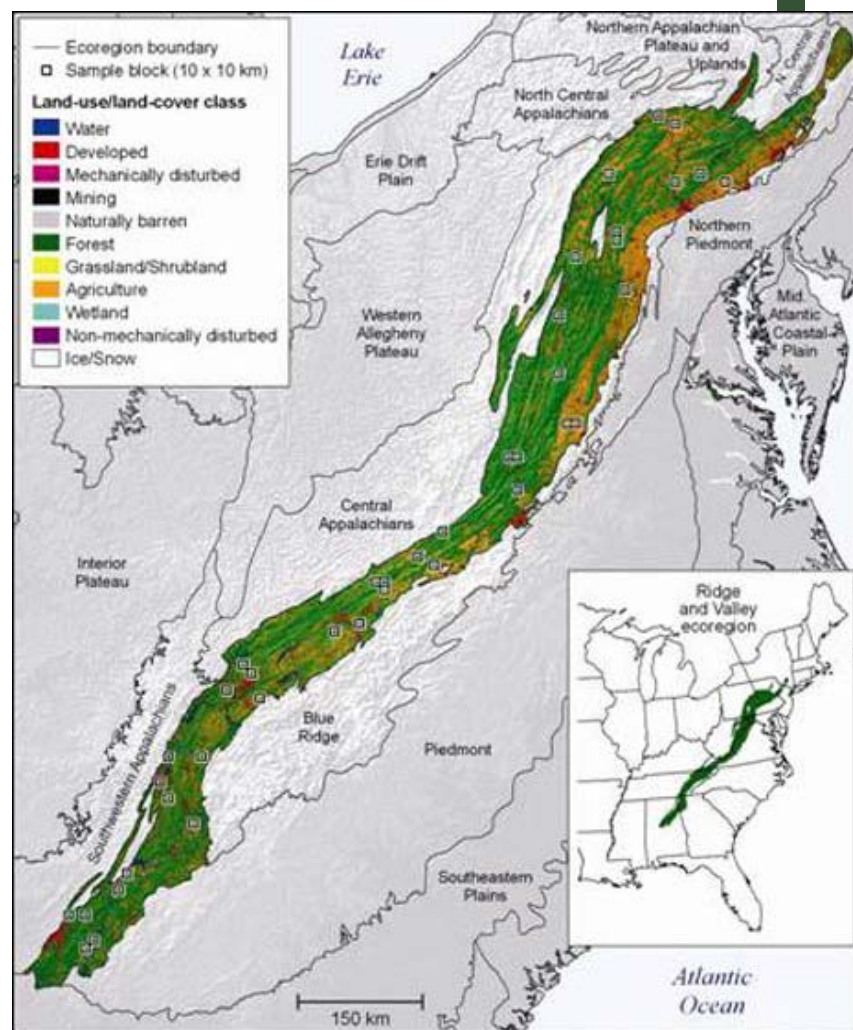 Ecoregion boundary
Sample block (10 x 10 km)
Land-use/land-cover class
Water
Developed
Mechanically disturbed
Mining
Naturally barren
Forest
Grassland/Shrubland
Agriculture
Wetland
Non-mechanically disturbed
Ice/Snow
Lake
Erie
Northern Appalachian
Plateau and
Uplands
N. Central
Appalachians
North Central
Appalachians
Erie Drift
Plain
Northern
Piedmont
Mid
Atlantic
Coastal
Plain
Western
Allegheny
Plateau
Central
Appalachians
Interior
Plateau
Southwestern Appalachians
Blue
Ridge
Piedmont
Southeastern
Plains
Ridge
and Valley
ecoregion
150 km
Atlantic
Ocean